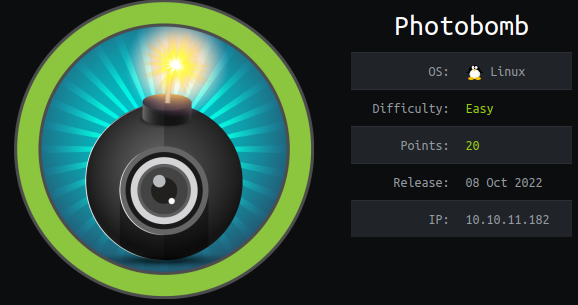 Photobomb
OS: Linux
Difficulty: Easy
Points: 20
Release: 08 Oct 2022
IP: 10.10.11.182